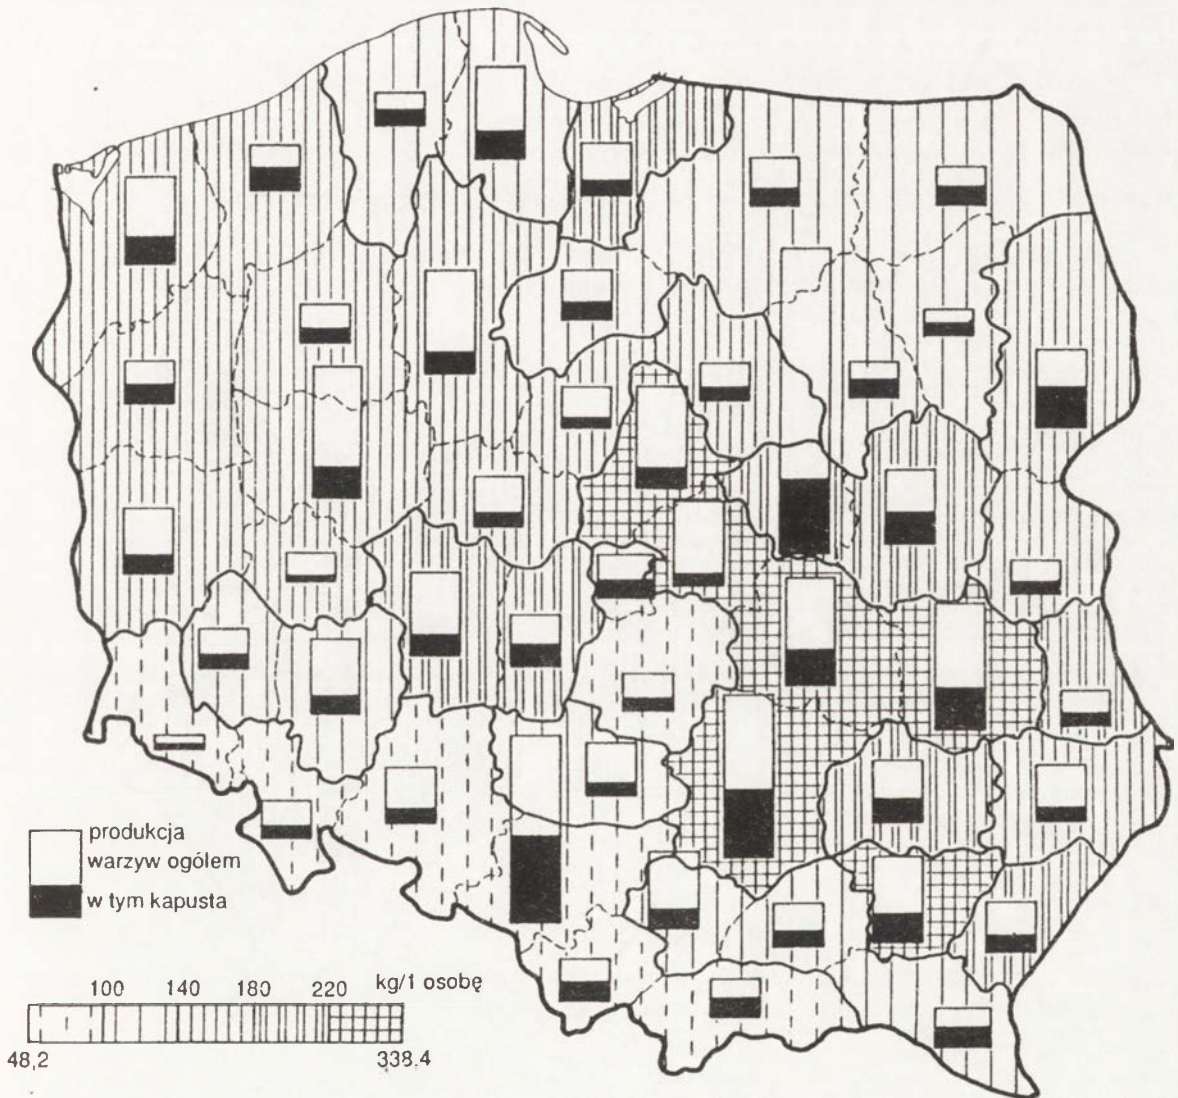 produkcja
warzyw ogółem
w tym kapusta
100 140 180 220 kg/1 osobę
48,2 338,4